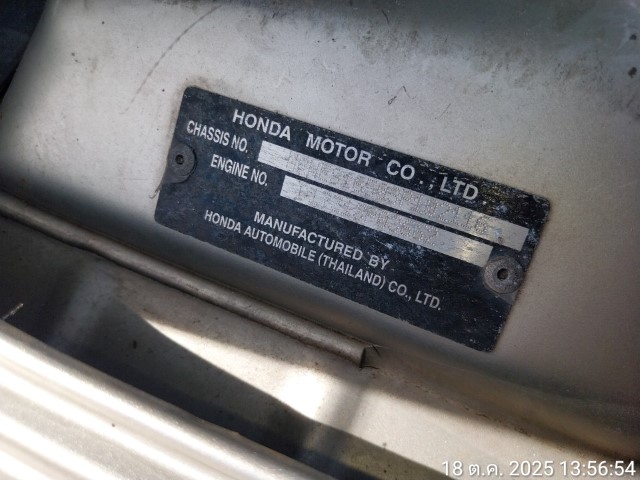 HONDA MOTOR CO.,LTD.
CHASSIS NO.
ENGINE NO.
MANUFACTURED BY
HONDA AUTOMOBILE (THAILAND) CO., LTD.
18 ต.ค. 2025 13:56:54